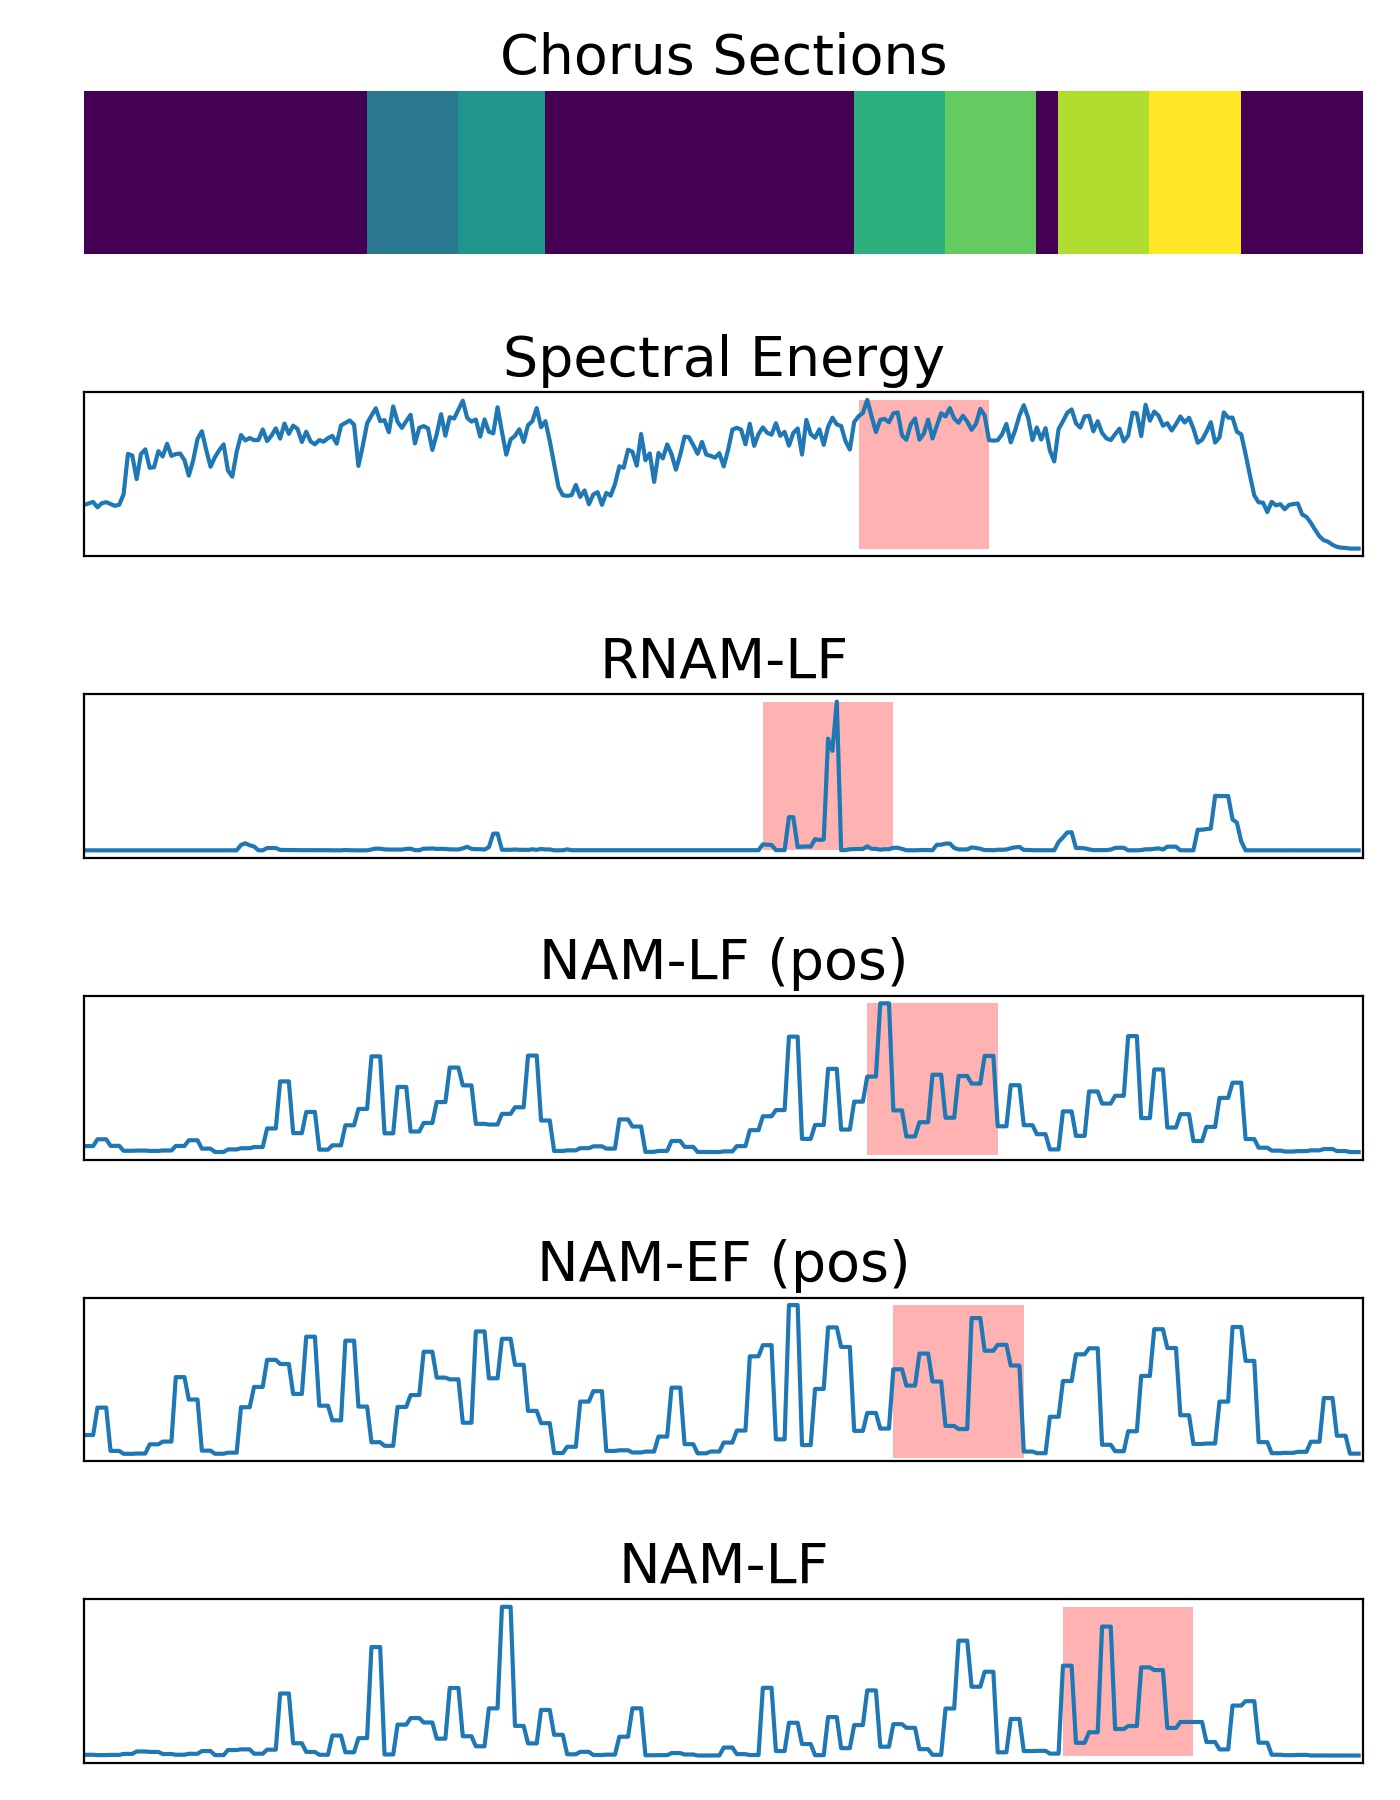 Chorus Sections
Spectral Energy
RNAM-LF
NAM-LF (pos)
NAM-EF (pos)
NAM-LF